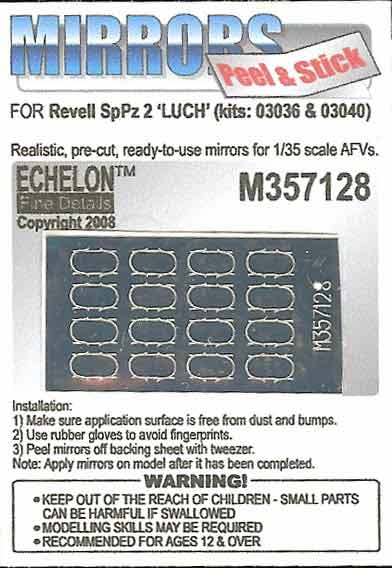 MIRRORS
Peel & Stick
FOR Revell SpPz 2 ‘LUCH’ (kits: 03036 & 03040)
Realistic, pre-cut, ready-to-use mirrors for 1/35 scale AFVs.
ECHELON™
Fine Details
Copyright 2008
M357128
M357128
Installation:
1) Make sure application surface is free from dust and bumps.
2) Use rubber gloves to avoid fingerprints.
3) Peel mirrors off backing sheet with tweezer.
Note: Apply mirrors on model after it has been completed.
WARNING!
•KEEP OUT OF THE REACH OF CHILDREN - SMALL PARTS
CAN BE HARMFUL IF SWALLOWED
•MODELLING SKILLS MAY BE REQUIRED
•RECOMMENDED FOR AGES 12 & OVER